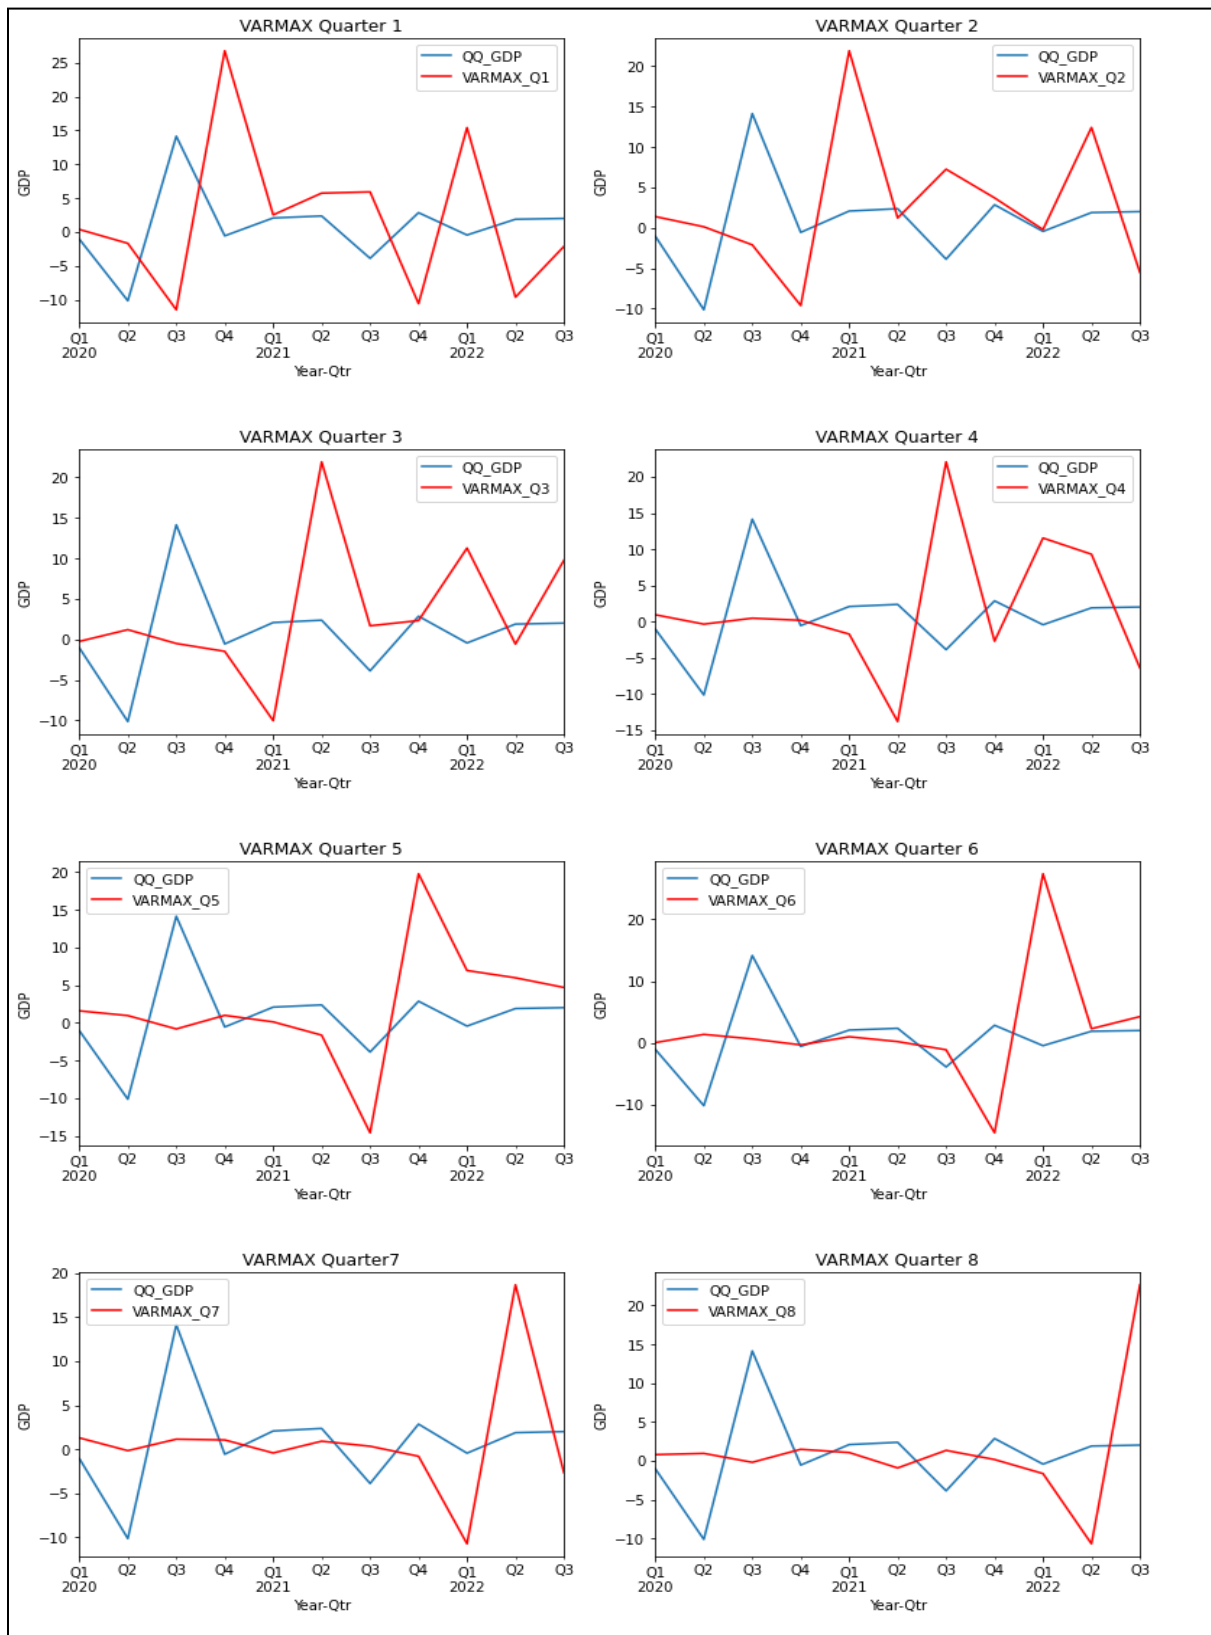 VARMAX Quarter 1
QQ_GDP
VARMAX_Q1
25
20
15
10
5
0
−5
−10
GDP
Q1 Q2 Q3 Q4 Q1 Q2 Q3 Q4 Q1 Q2 Q3
2020 2021 2022
Year-Qtr
VARMAX Quarter 2
QQ_GDP
VARMAX_Q2
20
15
10
5
0
−5
−10
GDP
Q1 Q2 Q3 Q4 Q1 Q2 Q3 Q4 Q1 Q2 Q3
2020 2021 2022
Year-Qtr
VARMAX Quarter 3
QQ_GDP
VARMAX_Q3
20
15
10
5
0
−5
−10
GDP
Q1 Q2 Q3 Q4 Q1 Q2 Q3 Q4 Q1 Q2 Q3
2020 2021 2022
Year-Qtr
VARMAX Quarter 4
QQ_GDP
VARMAX_Q4
20
15
10
5
0
−5
−10
−15
GDP
Q1 Q2 Q3 Q4 Q1 Q2 Q3 Q4 Q1 Q2 Q3
2020 2021 2022
Year-Qtr
VARMAX Quarter 5
QQ_GDP
VARMAX_Q5
20
15
10
5
0
−5
−10
−15
GDP
Q1 Q2 Q3 Q4 Q1 Q2 Q3 Q4 Q1 Q2 Q3
2020 2021 2022
Year-Qtr
VARMAX Quarter 6
QQ_GDP
VARMAX_Q6
20
10
0
−10
GDP
Q1 Q2 Q3 Q4 Q1 Q2 Q3 Q4 Q1 Q2 Q3
2020 2021 2022
Year-Qtr
VARMAX Quarter7
QQ_GDP
VARMAX_Q7
20
15
10
5
0
−5
−10
GDP
Q1 Q2 Q3 Q4 Q1 Q2 Q3 Q4 Q1 Q2 Q3
2020 2021 2022
Year-Qtr
VARMAX Quarter 8
QQ_GDP
VARMAX_Q8
20
15
10
5
0
−5
−10
GDP
Q1 Q2 Q3 Q4 Q1 Q2 Q3 Q4 Q1 Q2 Q3
2020 2021 2022
Year-Qtr